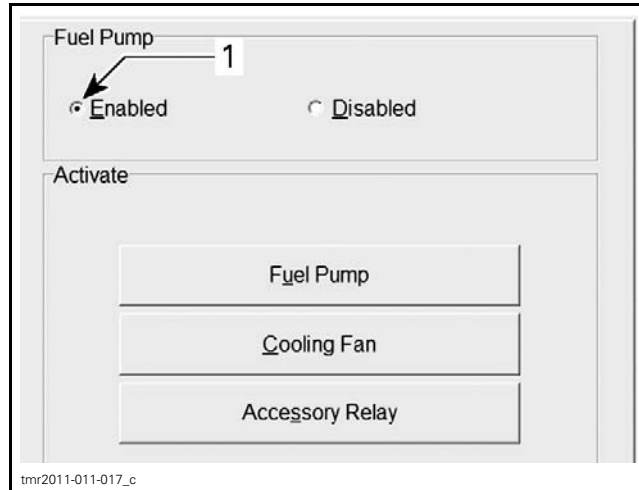 Fuel Pump
1
Enabled
Disabled
Activate
Fuel Pump
Cooling Fan
Accessory Relay
tmr2011-011-017_c